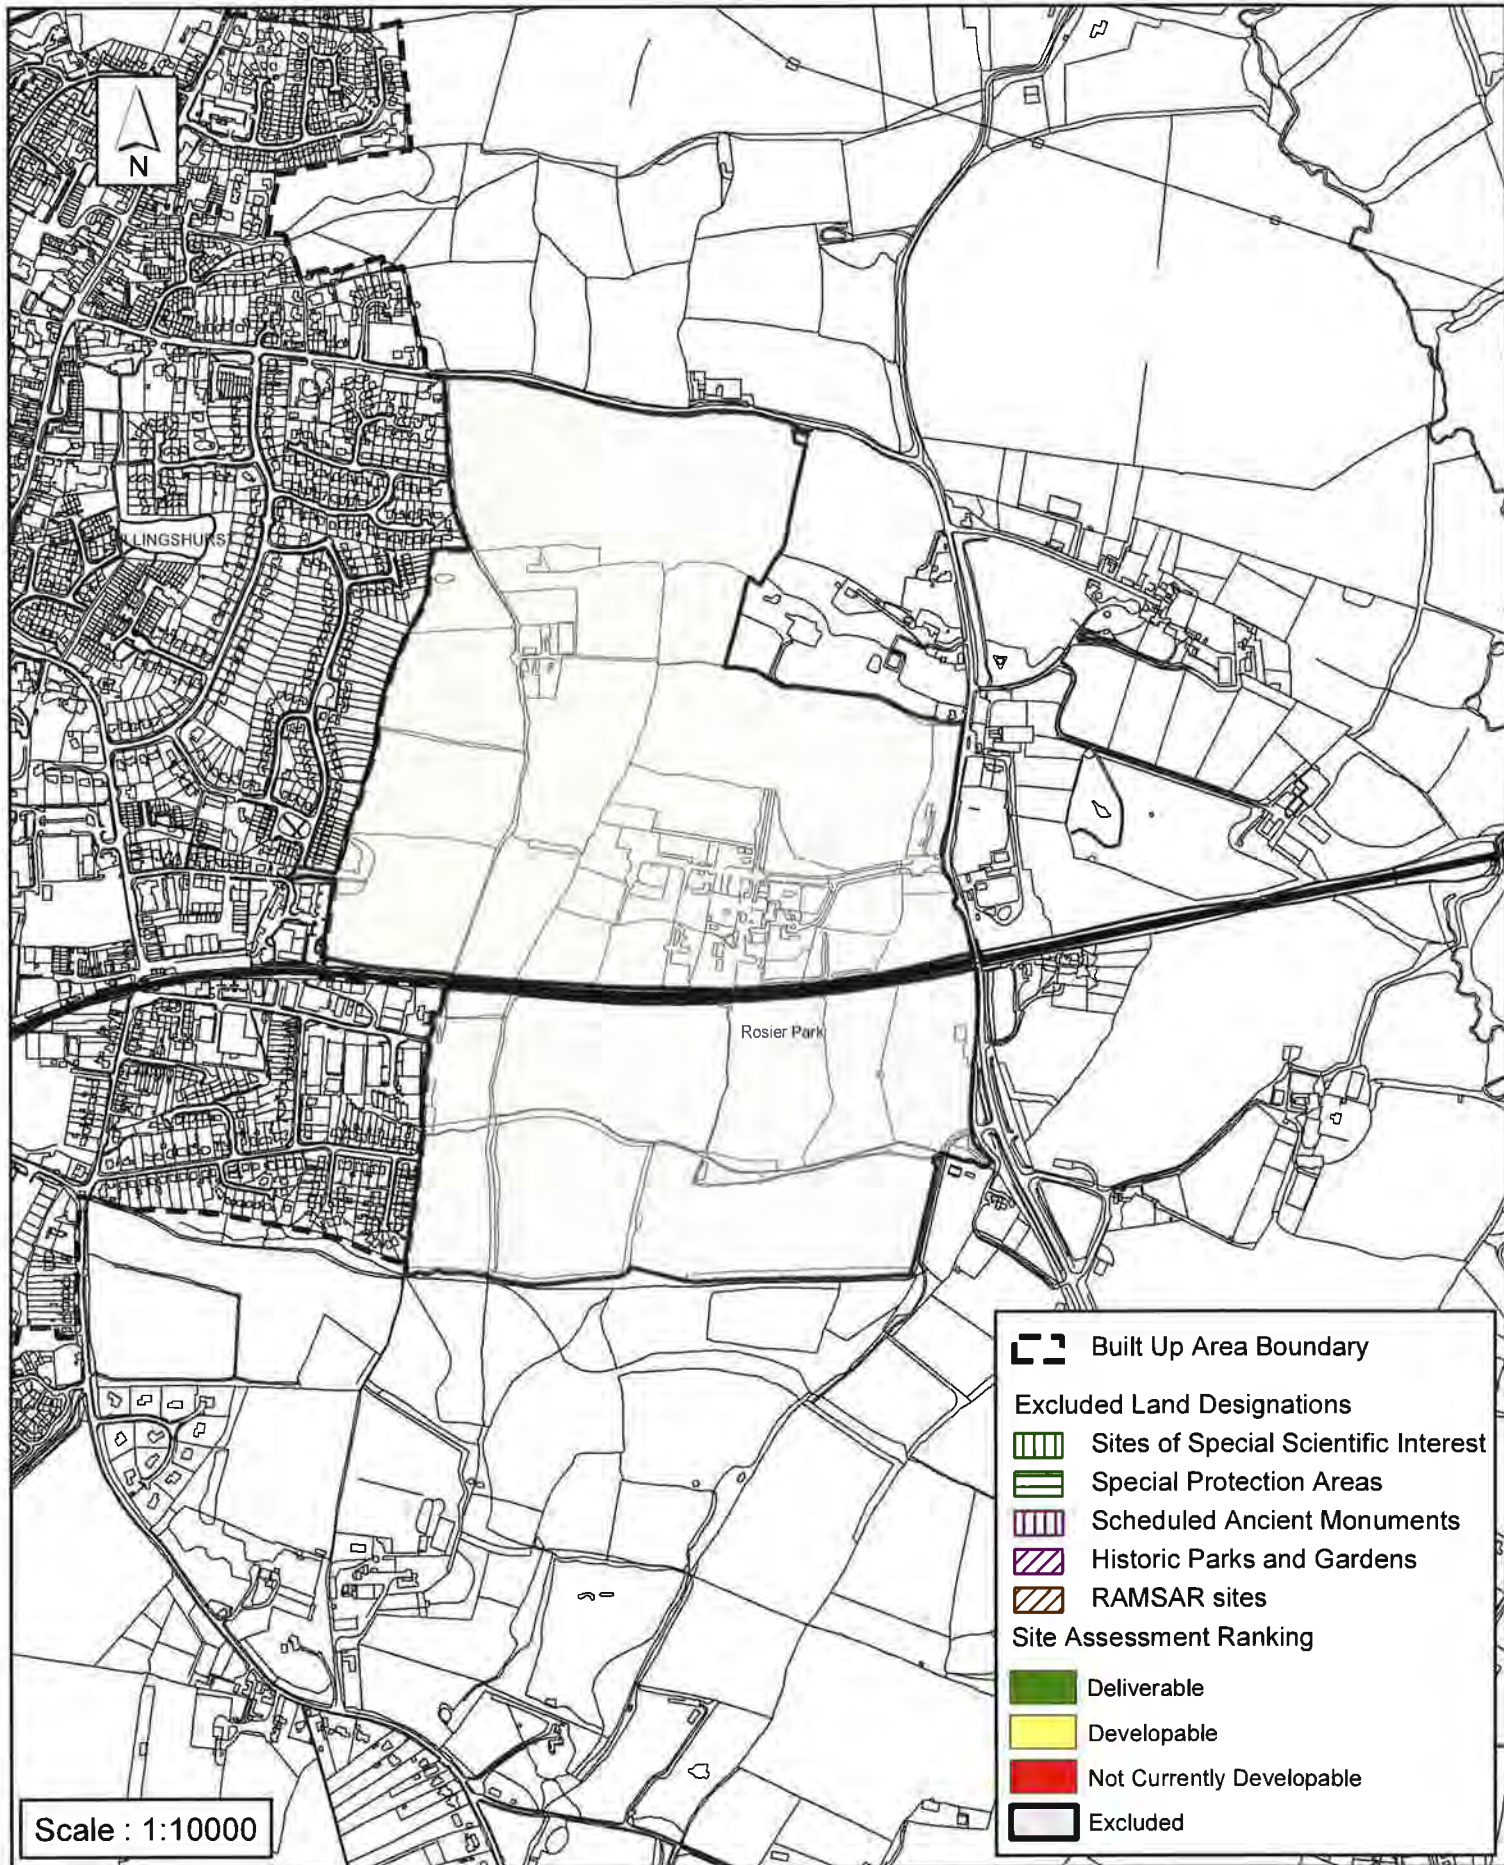 N
Rosier Park
Built Up Area Boundary
Excluded Land Designations
Sites of Special Scientific Interest
Special Protection Areas
Scheduled Ancient Monuments
Historic Parks and Gardens
RAMSAR sites
Site Assessment Ranking
Deliverable
Developable
Not Currently Developable
Excluded
Scale : 1:10000